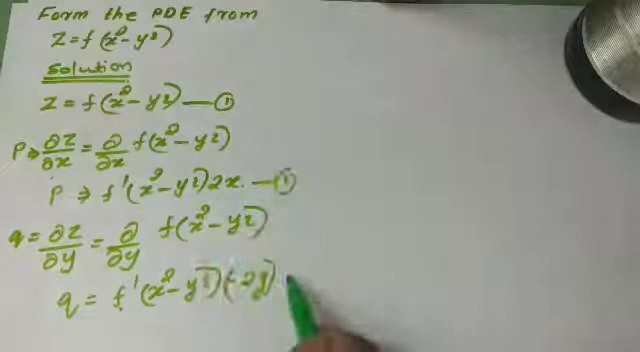 Form the PDE from
Z = f(x² - y²)
Solution
Z = f(x² - y²) — ①
P ⇒ ∂Z/∂x = ∂/∂x f(x² - y²)
P ⇒ f'(x² - y²) 2x. — ①
q = ∂Z/∂y = ∂/∂y f(x² - y²)
q = f'(x² - y²)(-2y)